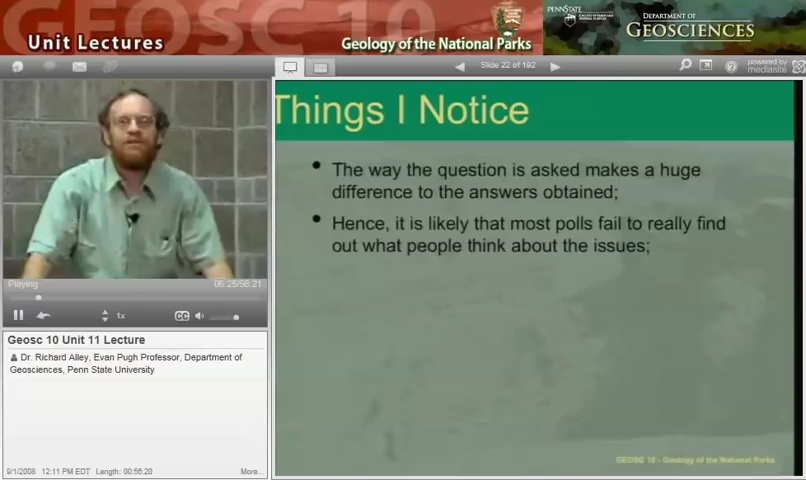 GEOSC 10
Unit Lectures
Geology of the National Parks
PENNSTATE
DEPARTMENT OF
GEOSCIENCES
Slide 22 of 192
powered by
mediasite
Things I Notice
• The way the question is asked makes a huge
difference to the answers obtained;
• Hence, it is likely that most polls fail to really find
out what people think about the issues;
GEOSC 10 - Geology of the National Parks
Playing
06:25/56:21
1x
CC
Geosc 10 Unit 11 Lecture
Dr. Richard Alley, Evan Pugh Professor, Department of
Geosciences, Penn State University
9/1/2008
12:11 PM EDT
Length: 00:56:20
More...